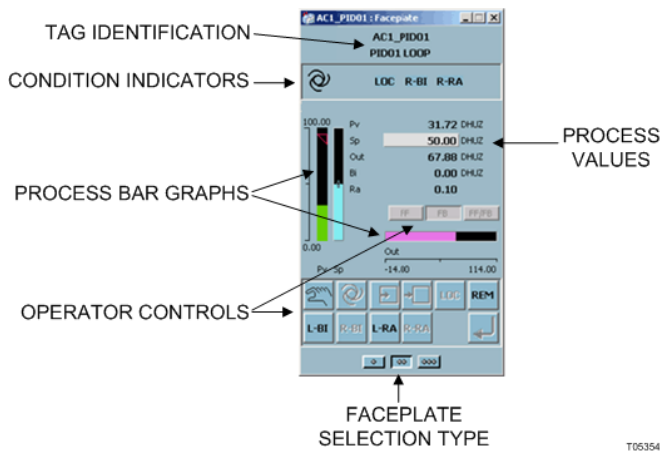 AC1_PID01 : Faceplate
TAG IDENTIFICATION
AC1_PID01
PID01 LOOP
CONDITION INDICATORS
LOC R-BI R-RA
100.00
Pv 31.72 DHUZ
Sp 50.00 DHUZ
Out 67.88 DHUZ
Bi 0.00 DHUZ
Ra 0.10
PROCESS VALUES
PROCESS BAR GRAPHS
FF FB FF/FB
0.00
Out
Pv Sp
-14.00 114.00
OPERATOR CONTROLS
LOC REM
L-BI R-BI L-RA R-RA
FACEPLATE
SELECTION TYPE
T05354